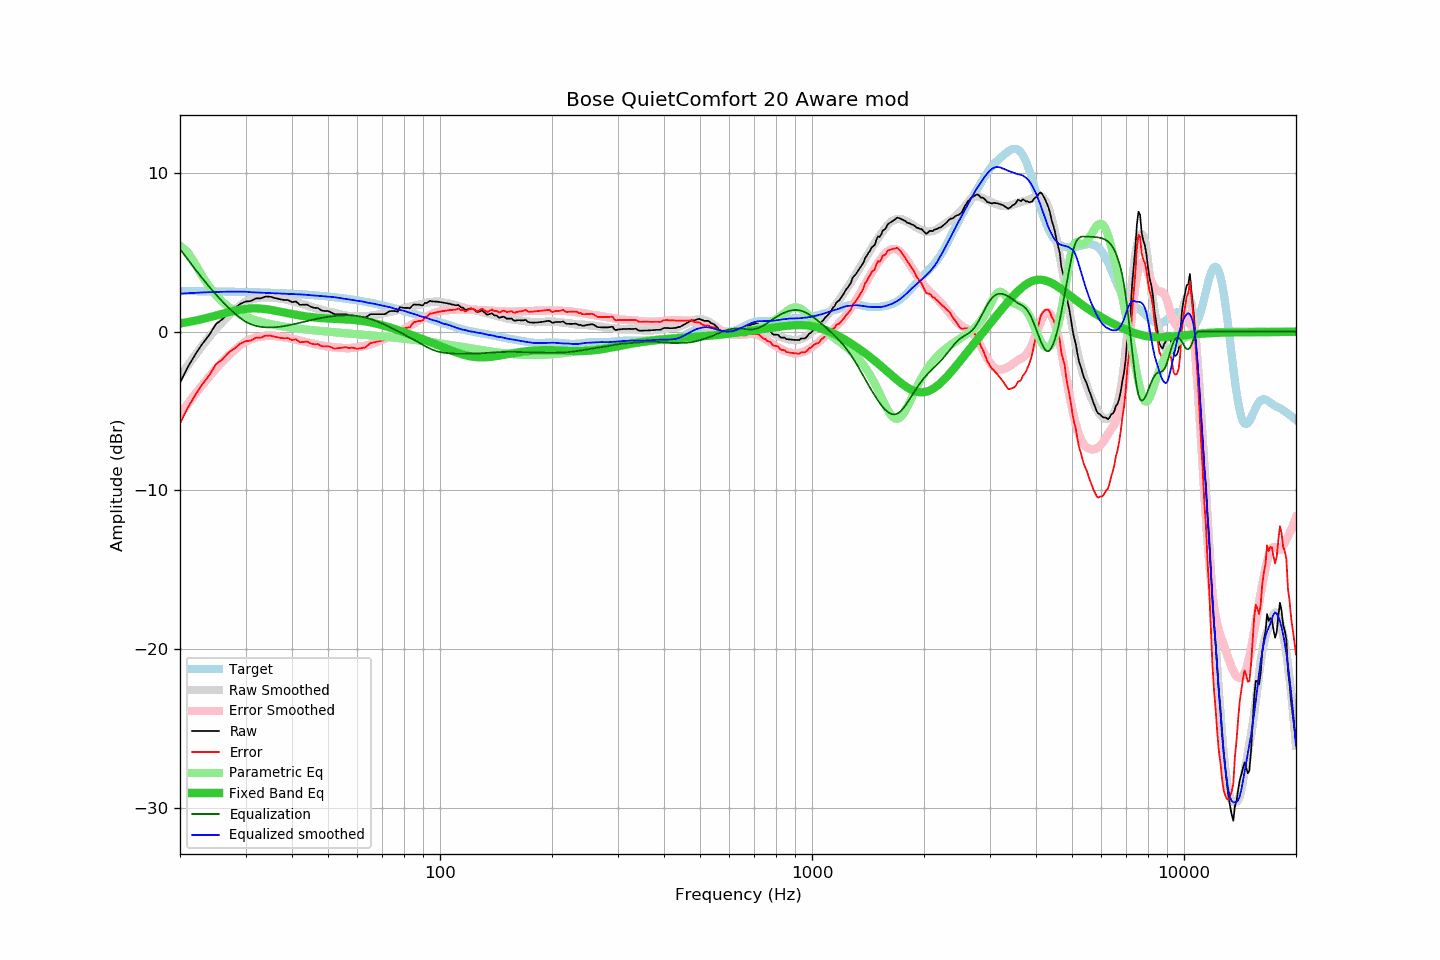 Bose QuietComfort 20 Aware mod
10
0
−10
−20
−30
Amplitude (dBr)
Target
Raw Smoothed
Error Smoothed
Raw
Error
Parametric Eq
Fixed Band Eq
Equalization
Equalized smoothed
100
1000
10000
Frequency (Hz)